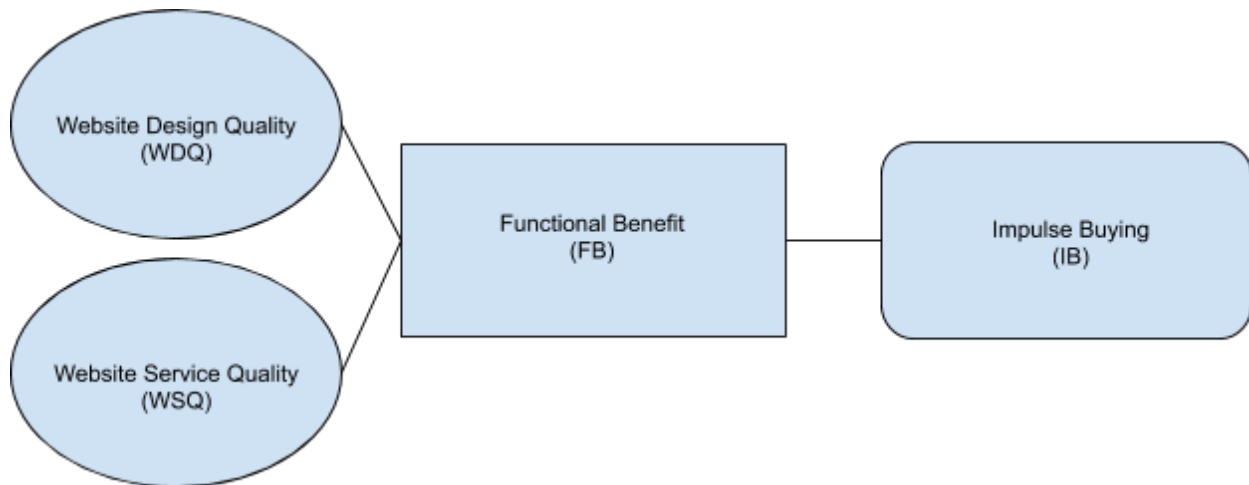 Website Design Quality
(WDQ)
Website Service Quality
(WSQ)
Functional Benefit
(FB)
Impulse Buying
(IB)